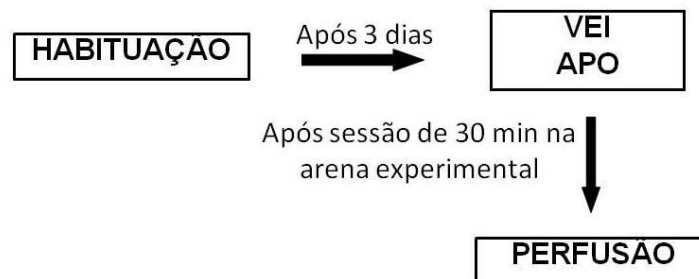 HABITUAÇÃO
Após 3 dias
VEI
APO
Após sessão de 30 min na
arena experimental
PERFUSÃO